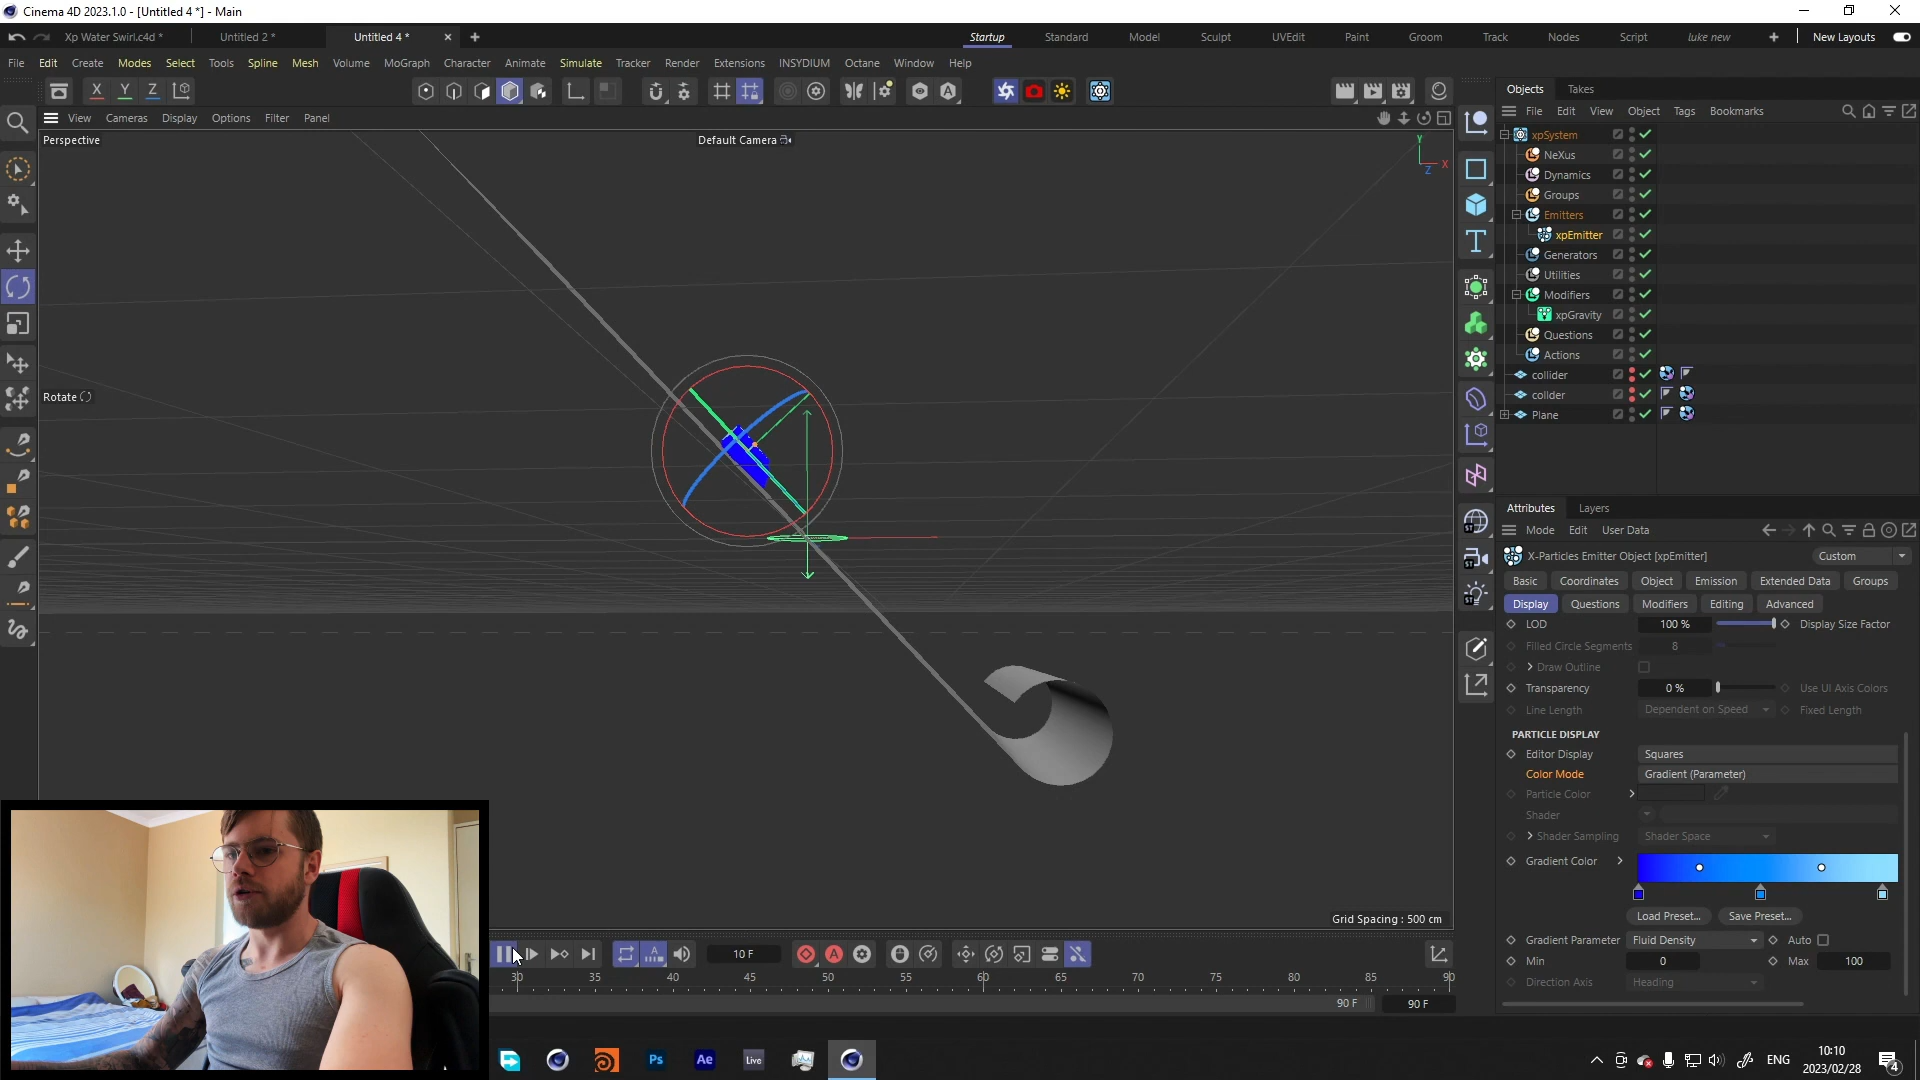 Cinema 4D 2023.1.0 - [Untitled 4 *] - Main
Xp Water Swirl.c4d *
Untitled 2 *
Untitled 4 *
Startup
Standard
Model
Sculpt
UVEdit
Paint
Groom
Track
Nodes
Script
luke new
New Layouts
File Edit Create Modes Select Tools Spline Mesh Volume MoGraph Character Animate Simulate Tracker Render Extensions INSYDIUM Octane Window Help
X Y Z
View Cameras Display Options Filter Panel
Perspective
Default Camera
Y
X
Z
Rotate
Grid Spacing : 500 cm
Objects Takes
File Edit View Object Tags Bookmarks
xpSystem
NeXus
Dynamics
Groups
Emitters
xpEmitter
Generators
Utilities
Modifiers
xpGravity
Questions
Actions
collider
collder
Plane
Attributes Layers
Mode Edit User Data
X-Particles Emitter Object [xpEmitter]
Custom
Basic Coordinates Object Emission Extended Data Groups
Display Questions Modifiers Editing Advanced
LOD 100 % Display Size Factor
Filled Circle Segments 8
Draw Outline
Transparency 0 % Use UI Axis Colors
Line Length Dependent on Speed Fixed Length
PARTICLE DISPLAY
Editor Display Squares
Color Mode Gradient (Parameter)
Particle Color
Shader
Shader Sampling Shader Space
Gradient Color
Load Preset... Save Preset...
Gradient Parameter Fluid Density Auto
Min 0 Max 100
Direction Axis Heading
10 F
30 35 40 45 50 55 60 65 70 75 80 85 90
90 F 90 F
Ps Ae Live
ENG
10:10
2023/02/28
4